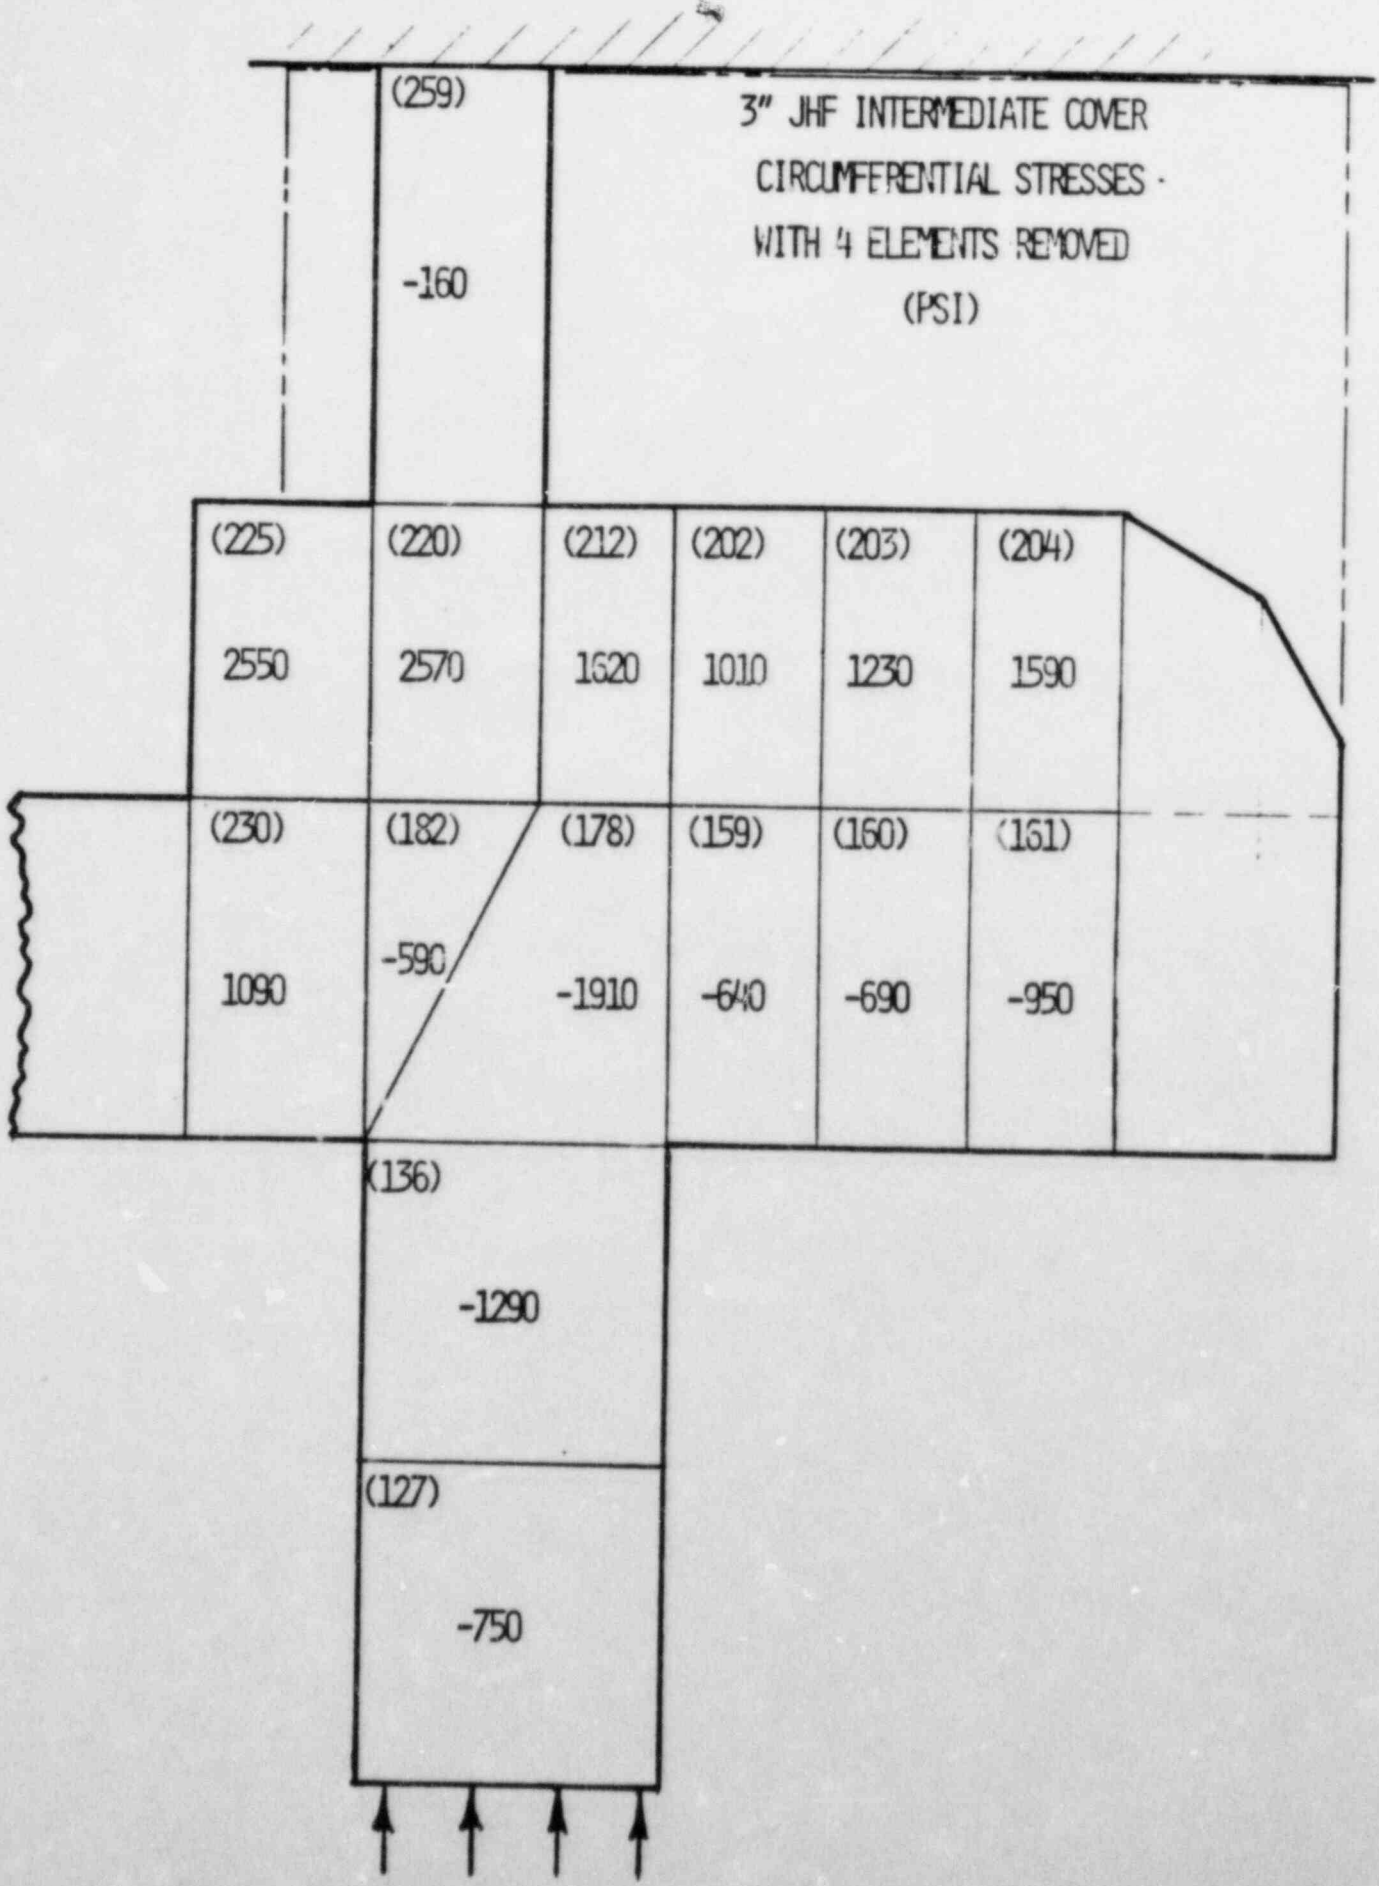 (259)
3" JHF INTERMEDIATE COVER
CIRCUMFERENTIAL STRESSES
WITH 4 ELEMENTS REMOVED
(PSI)
-160
(225) (220) (212) (202) (203) (204)
2550 2570 1620 1010 1230 1590
(230) (182) (178) (159) (160) (161)
-590
1090 -1910 -640 -690 -950
(136)
-1290
(127)
-750